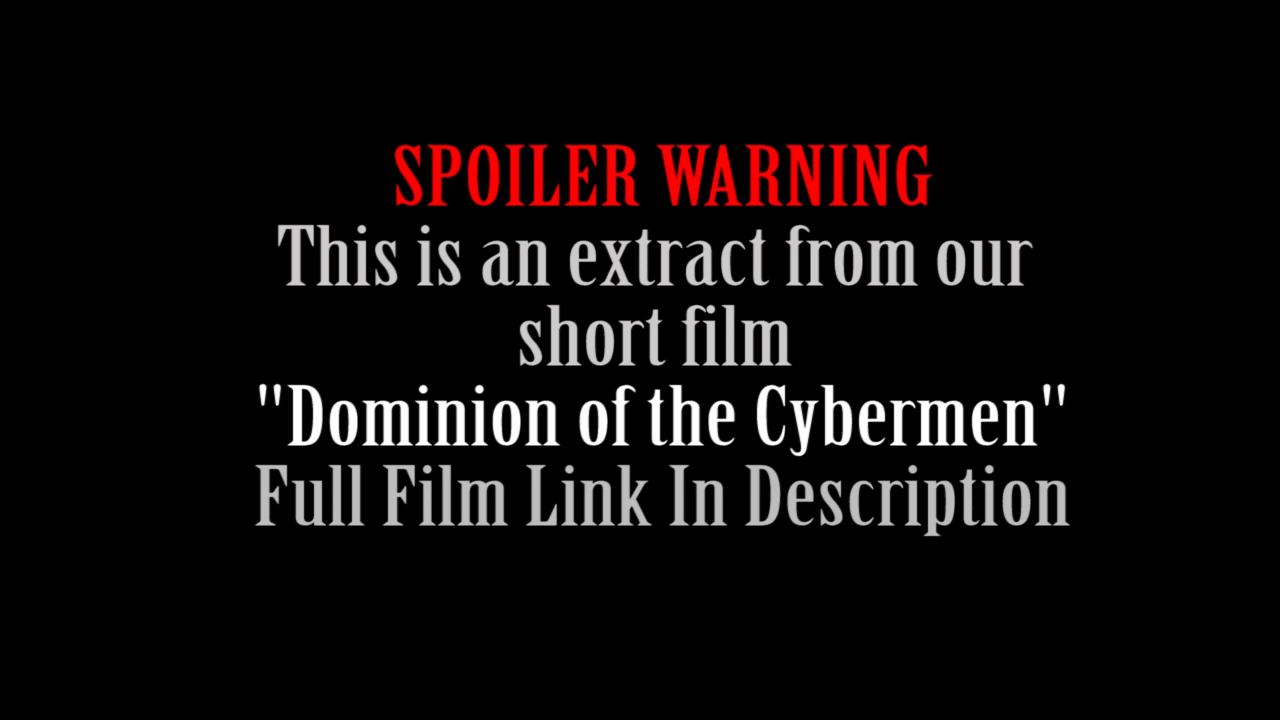 SPOILER WARNING
This is an extract from our
short film
"Dominion of the Cybermen"
Full Film Link In Description